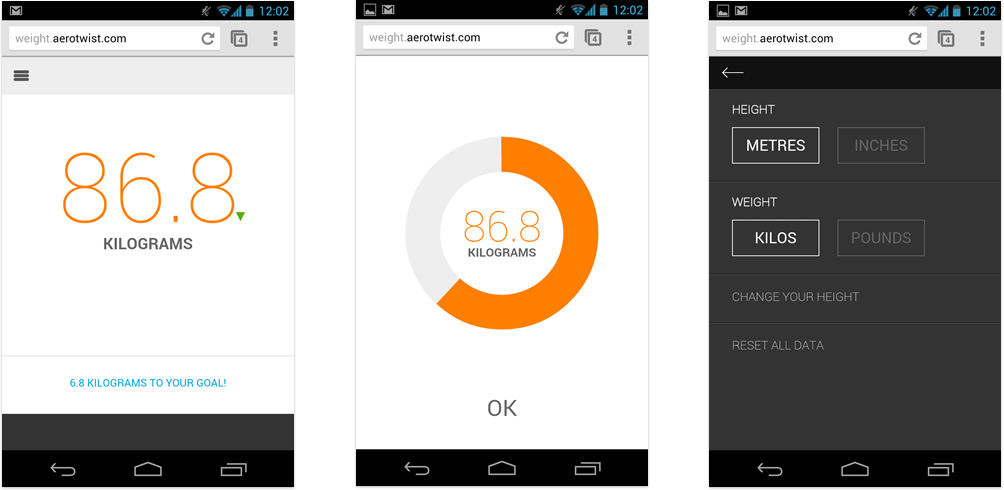 12:02
weight.aerotwist.com
4
86.8
KILOGRAMS
6.8 KILOGRAMS TO YOUR GOAL!
12:02
weight.aerotwist.com
4
86.8
KILOGRAMS
OK
12:02
weight.aerotwist.com
4
HEIGHT
METRES INCHES
WEIGHT
KILOS POUNDS
CHANGE YOUR HEIGHT
RESET ALL DATA